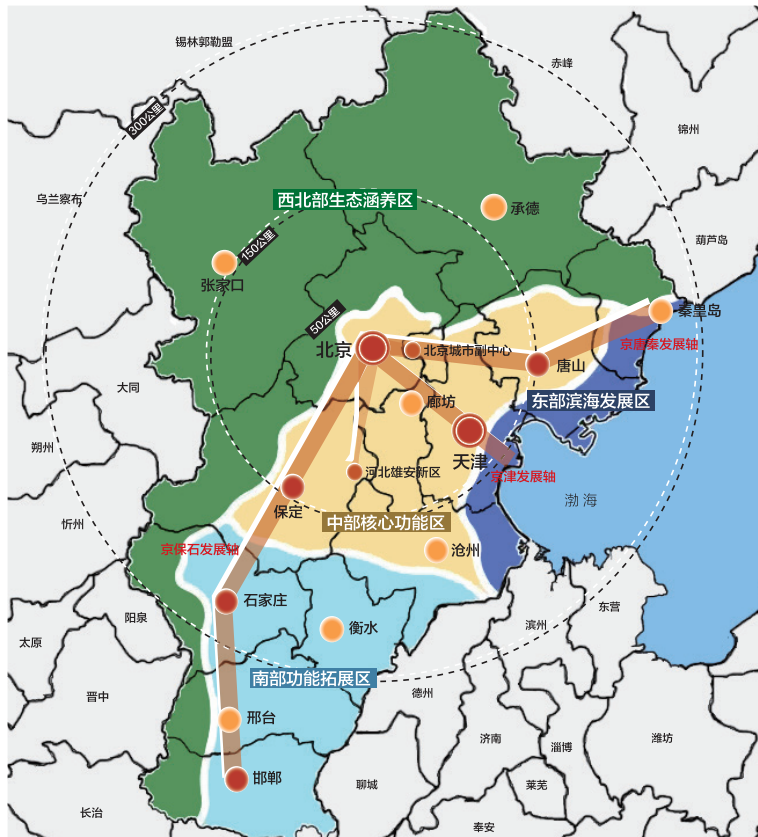 锡林郭勒盟
赤峰
300公里
锦州
乌兰察布
西北部生态涵养区
承德
150公里
葫芦岛
张家口
50公里
秦皇岛
北京
北京城市副中心
京唐秦发展轴
唐山
大同
廊坊
东部滨海发展区
朔州
天津
河北雄安新区
京津发展轴
渤海
保定
中部核心功能区
忻州
京保石发展轴
沧州
石家庄
东营
阳泉
衡水
滨州
太原
南部功能拓展区
德州
晋中
邢台
济南
淄博
潍坊
邯郸
聊城
莱芜
长治
奉安